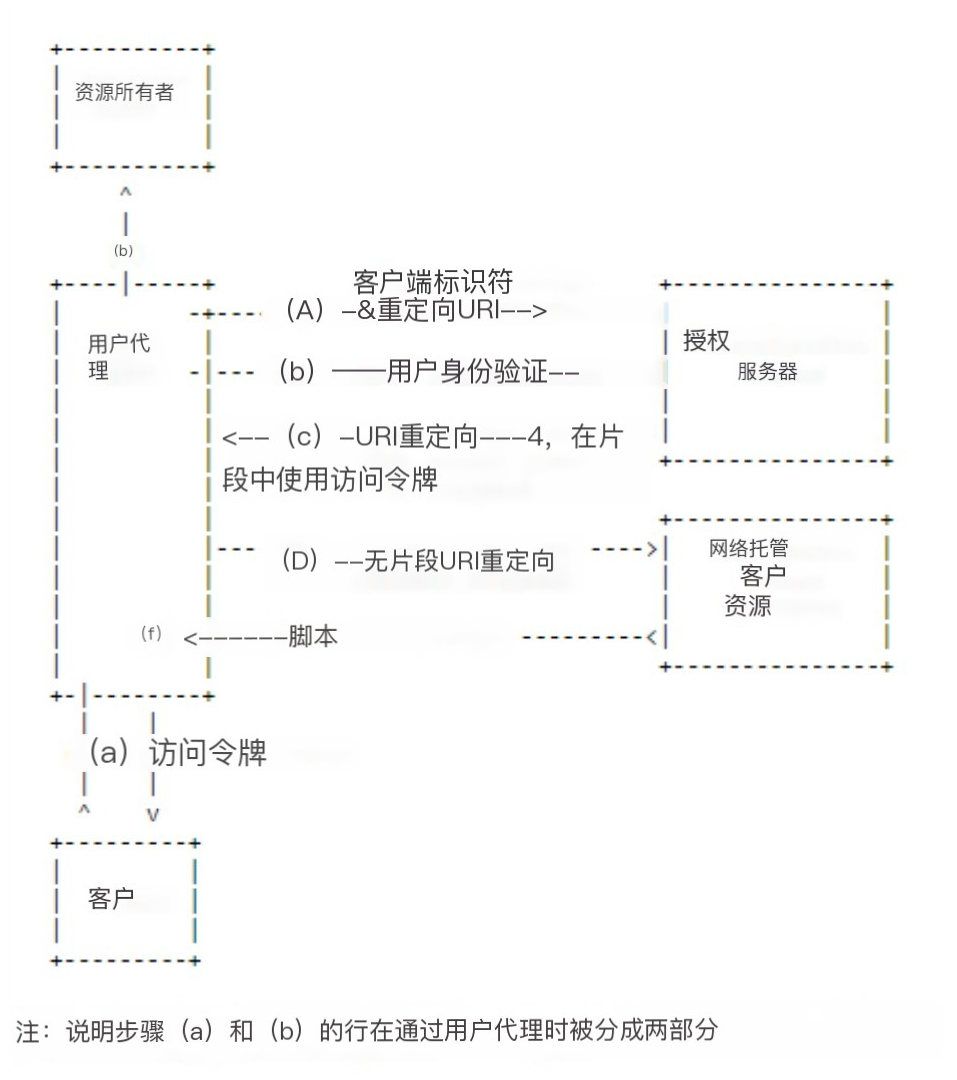 资源所有者
(b)
客户端标识符
(A) -&重定向URI-->
用户代
理
授权
服务器
(b) ——用户身份验证--
<--(c) -URI重定向---4，在片
段中使用访问令牌
(D) --无片段URI重定向
网络托管
客户
资源
(f) <------脚本
(a) 访问令牌
客户
注：说明步骤（a）和（b）的行在通过用户代理时被分成两部分